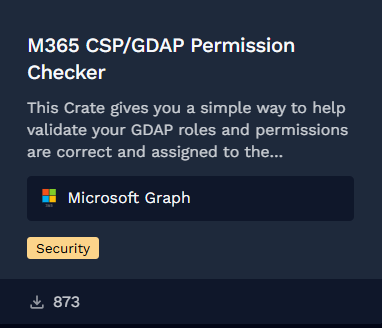 M365 CSP/GDAP Permission
Checker
This Crate gives you a simple way to help
validate your GDAP roles and permissions
are correct and assigned to the...
Microsoft Graph
Security
873